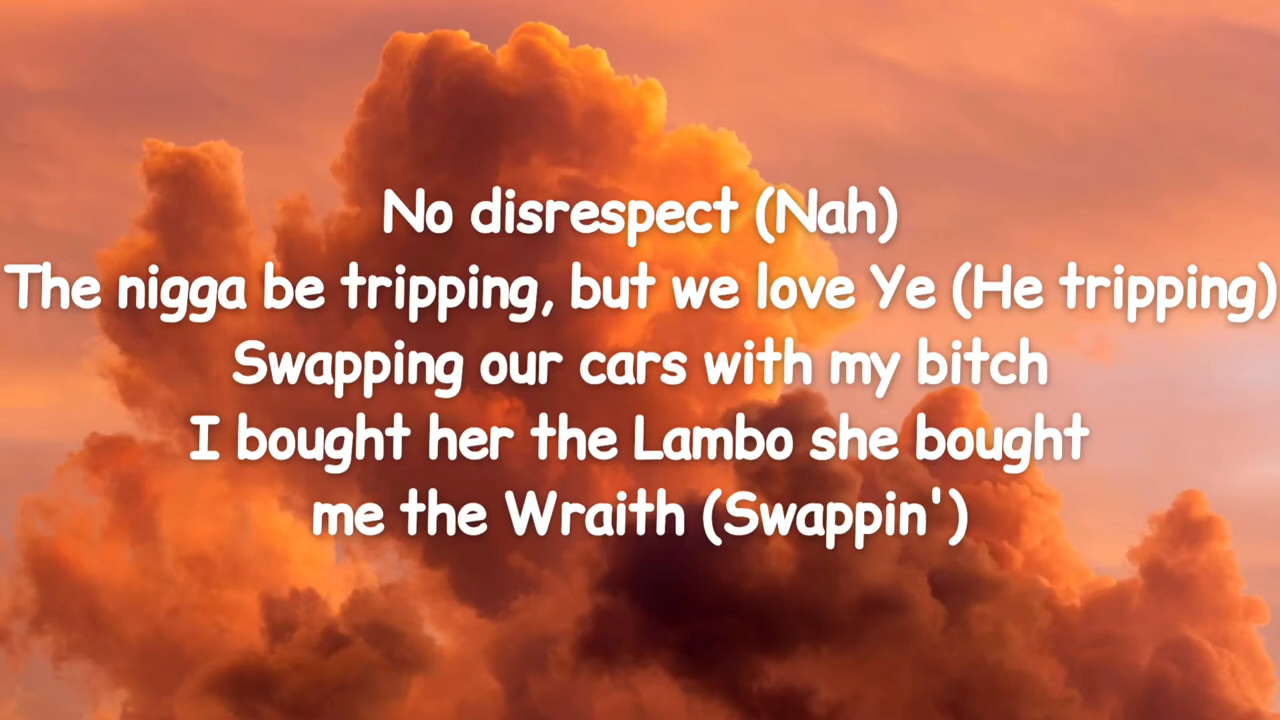 No disrespect (Nah)
The nigga be tripping, but we love Ye (He tripping)
Swapping our cars with my bitch
I bought her the Lambo she bought
me the Wraith (Swappin')